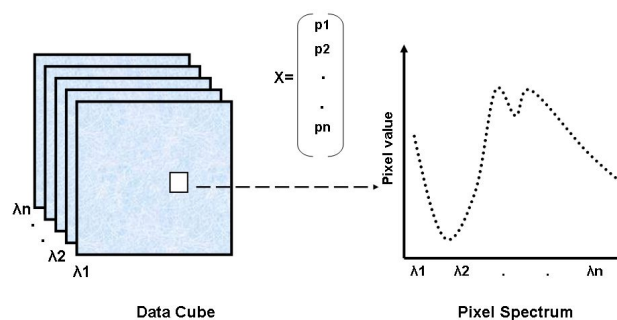 X=
p1
p2
.
.
pn
λn
.
.
λ2
λ1
Data Cube
Pixel value
λ1 λ2 . . λn
Pixel Spectrum